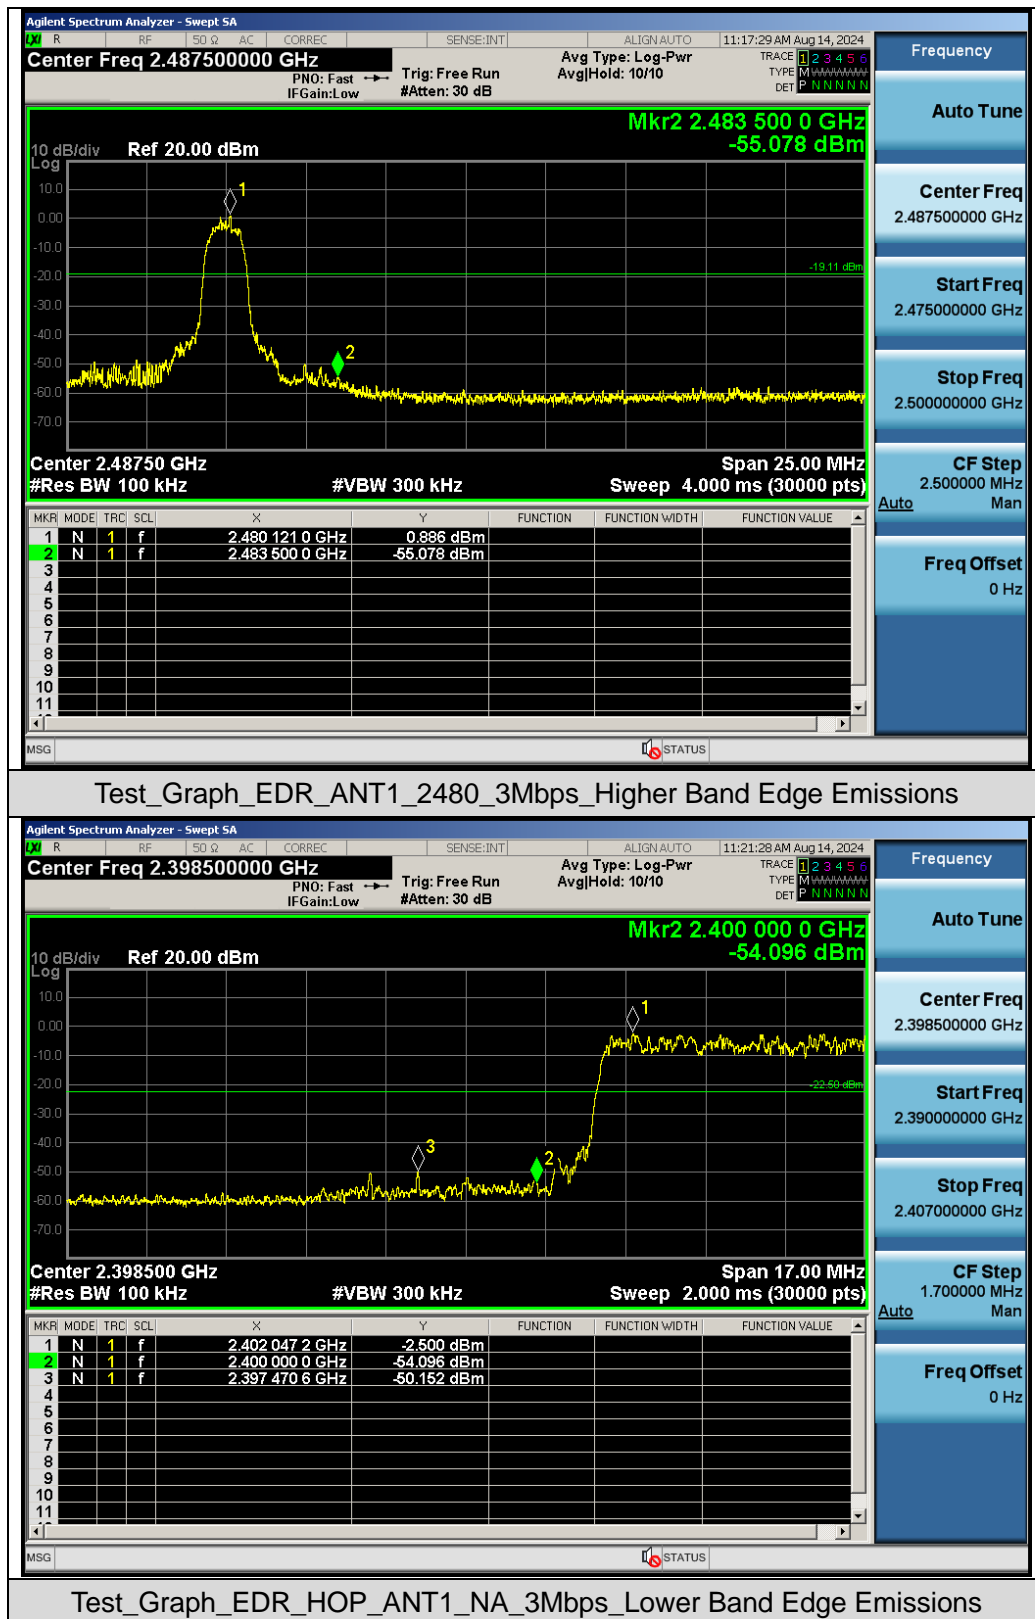 Agilent Spectrum Analyzer - Swept SA
LXI R RF 50 Ω AC CORREC SENSE:INT ALIGN AUTO 11:17:29 AM Aug 14, 2024
Center Freq 2.487500000 GHz Avg Type: Log-Pwr TRACE 1 2 3 4 5 6
PNO: Fast Trig: Free Run Avg|Hold: 10/10 TYPE M WWWWW
IFGain:Low #Atten: 30 dB DET P N N N N N
Frequency
Auto Tune
Center Freq
2.487500000 GHz
Start Freq
2.475000000 GHz
Stop Freq
2.500000000 GHz
CF Step
2.500000 MHz
Auto Man
Freq Offset
0 Hz
Mkr2 2.483 500 0 GHz
-55.078 dBm
10 dB/div Ref 20.00 dBm
Log
10.0
0.00
-10.0
-20.0
-30.0
-40.0
-50.0
-60.0
-70.0
1
-19.11 dBm
2
Center 2.48750 GHz Span 25.00 MHz
#Res BW 100 kHz #VBW 300 kHz Sweep 4.000 ms (30000 pts)
MKR MODE TRC SCL X Y FUNCTION FUNCTION WIDTH FUNCTION VALUE
1 N 1 f 2.480 121 0 GHz 0.886 dBm
2 N 1 f 2.483 500 0 GHz -55.078 dBm
3
4
5
6
7
8
9
10
11
MSG STATUS
Test_Graph_EDR_ANT1_2480_3Mbps_Higher Band Edge Emissions
Agilent Spectrum Analyzer - Swept SA
LXI R RF 50 Ω AC CORREC SENSE:INT ALIGN AUTO 11:21:28 AM Aug 14, 2024
Center Freq 2.398500000 GHz Avg Type: Log-Pwr TRACE 1 2 3 4 5 6
PNO: Fast Trig: Free Run Avg|Hold: 10/10 TYPE M WWWWW
IFGain:Low #Atten: 30 dB DET P N N N N N
Frequency
Auto Tune
Center Freq
2.398500000 GHz
Start Freq
2.390000000 GHz
Stop Freq
2.407000000 GHz
CF Step
1.700000 MHz
Auto Man
Freq Offset
0 Hz
Mkr2 2.400 000 0 GHz
-54.096 dBm
10 dB/div Ref 20.00 dBm
Log
10.0
0.00
-10.0
-20.0
-30.0
-40.0
-50.0
-60.0
-70.0
1
-22.50 dBm
3
2
Center 2.398500 GHz Span 17.00 MHz
#Res BW 100 kHz #VBW 300 kHz Sweep 2.000 ms (30000 pts)
MKR MODE TRC SCL X Y FUNCTION FUNCTION WIDTH FUNCTION VALUE
1 N 1 f 2.402 047 2 GHz -2.500 dBm
2 N 1 f 2.400 000 0 GHz -54.096 dBm
3 N 1 f 2.397 470 6 GHz -50.152 dBm
4
5
6
7
8
9
10
11
MSG STATUS
Test_Graph_EDR_HOP_ANT1_NA_3Mbps_Lower Band Edge Emissions